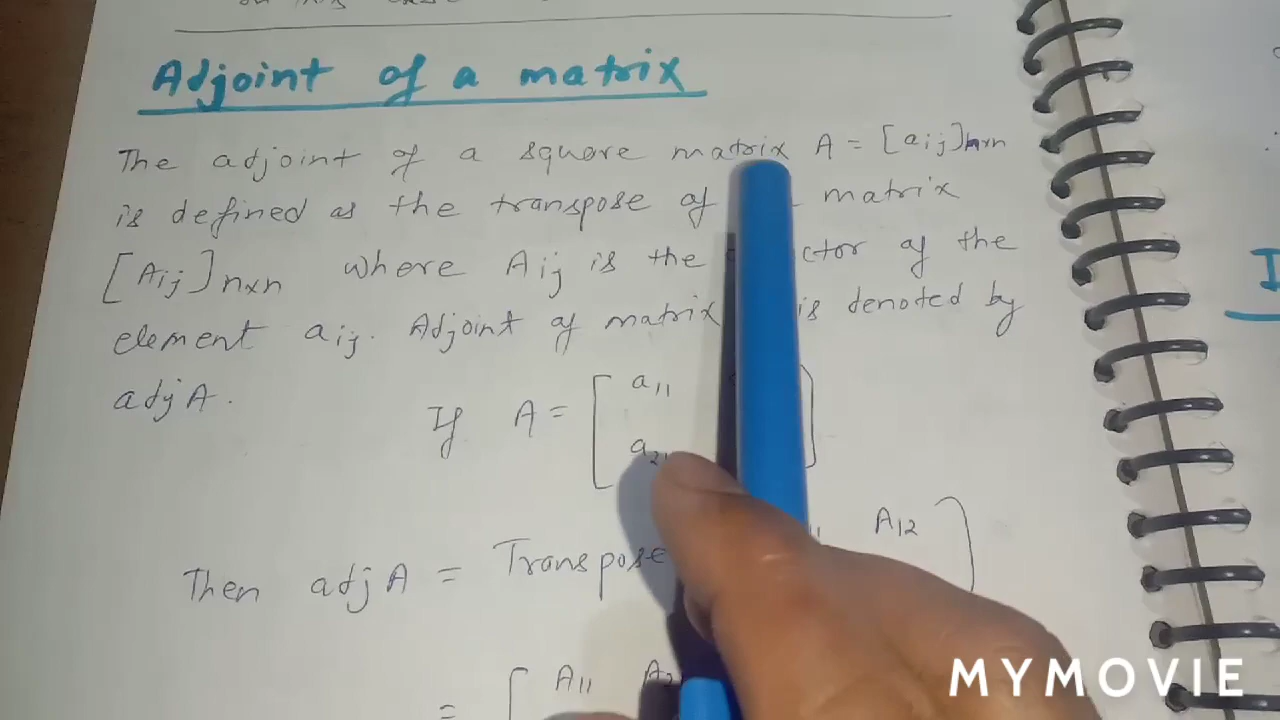 Adjoint of a matrix
The adjoint of a square matrix A = [aij]nxn
is defined as the transpose of matrix
[Aij]nxn where Aij is the of the
element aij. Adjoint of matrix is denoted by
adj A.
If A = [ a11
a21
A12
Then adj A = Transpose
= [ A11
I
MYMOVIE